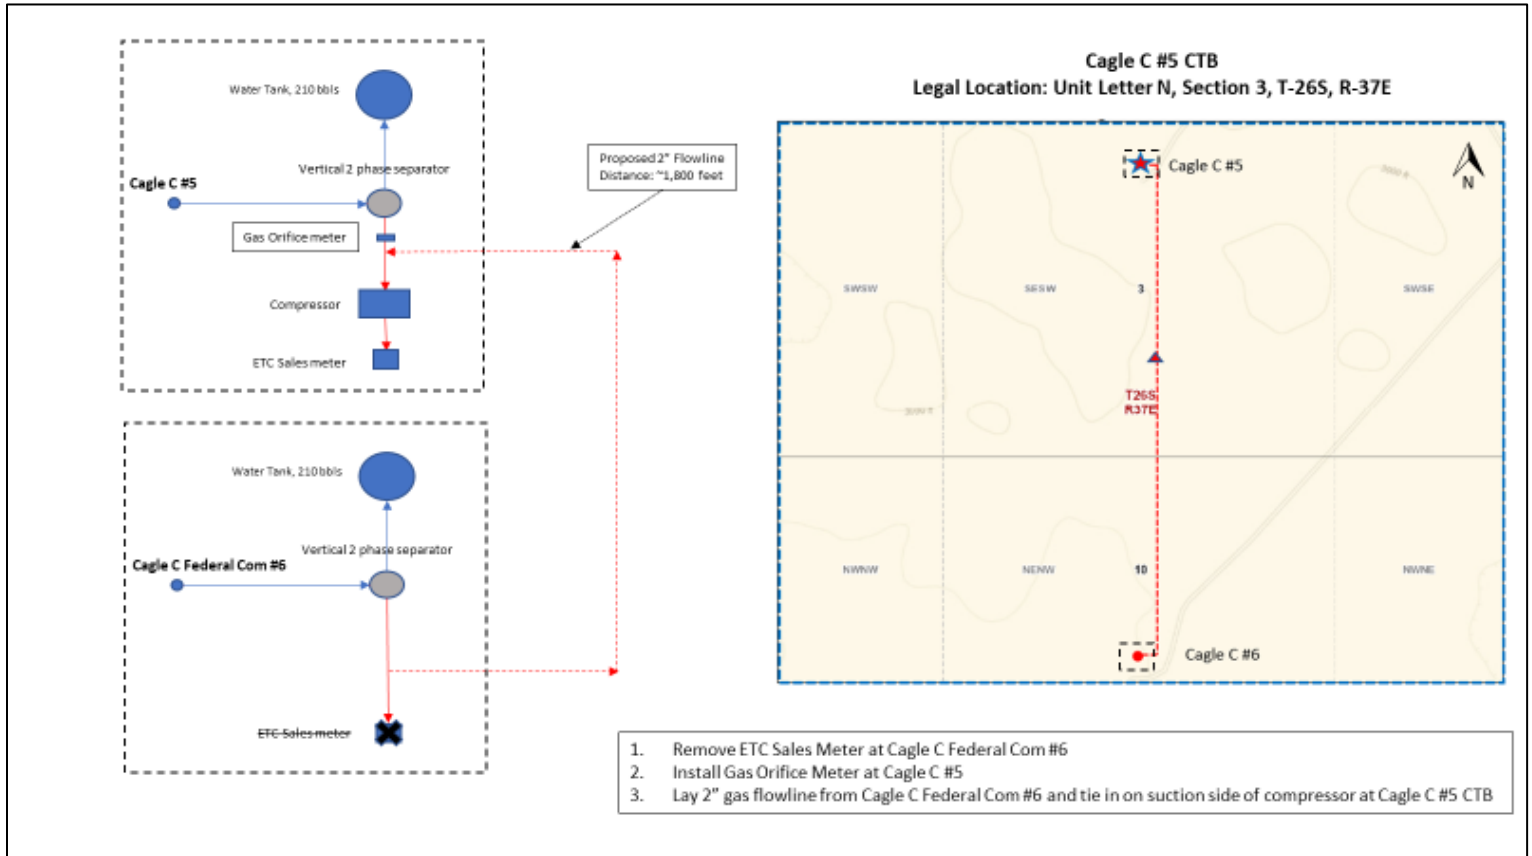 Cagle C #5 CTB
Legal Location: Unit Letter N, Section 3, T-26S, R-37E
Water Tank, 210 bbls
Vertical 2 phase separator
Cagle C #5
Gas Orifice meter
Compressor
ETC Sales meter
Proposed 2" Flowline
Distance: ~1,800 feet
Water Tank, 210 bbls
Vertical 2 phase separator
Cagle C Federal Com #6
ETC Sales meter
Cagle C #5
N
SWSW
SESW
3
SWSE
T26S
R37E
NWNW
NENW
10
NWNE
Cagle C #6
1. Remove ETC Sales Meter at Cagle C Federal Com #6
2. Install Gas Orifice Meter at Cagle C #5
3. Lay 2" gas flowline from Cagle C Federal Com #6 and tie in on suction side of compressor at Cagle C #5 CTB